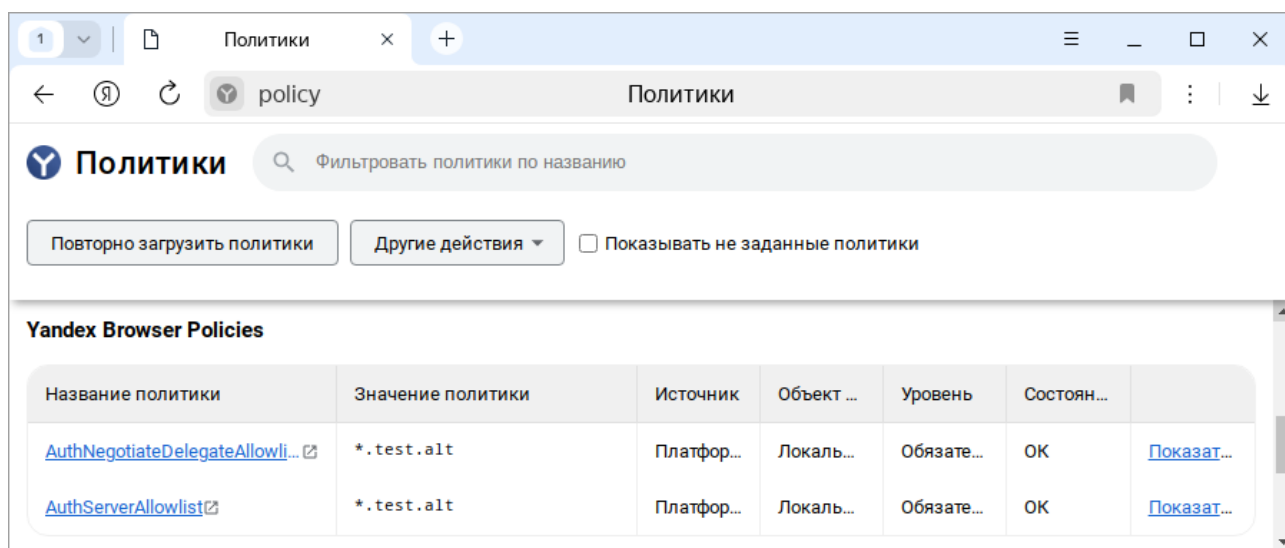 1 Политики
policy Политики
Политики Фильтровать политики по названию
Повторно загрузить политики Другие действия Показывать не заданные политики
Yandex Browser Policies
Название политики Значение политики Источник Объект ... Уровень Состоян...
AuthNegotiateDelegateAllowli... *.test.alt Платфор... Локаль... Обязате... ОК Показат...
AuthServerAllowlist *.test.alt Платфор... Локаль... Обязате... ОК Показат...